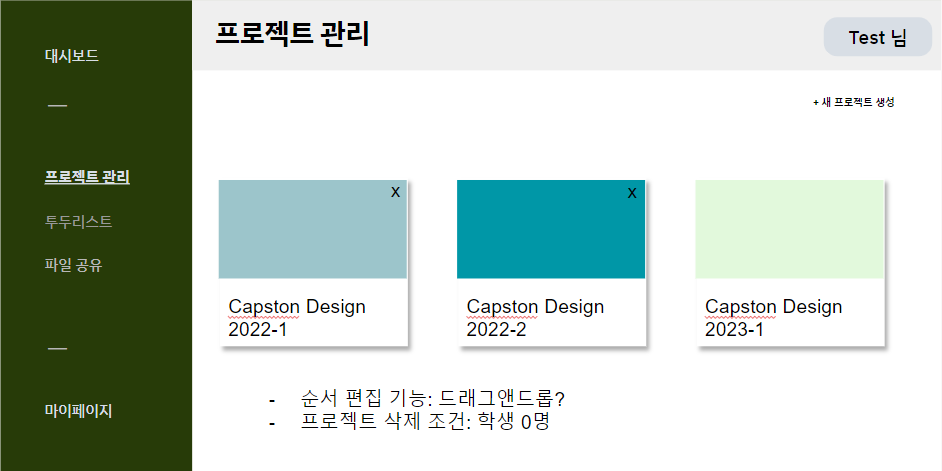 대시보드
프로젝트 관리
투두리스트
파일 공유
마이페이지
프로젝트 관리
Test 님
+ 새 프로젝트 생성
X
X
Capston Design
2022-1
Capston Design
2022-2
Capston Design
2023-1
- 순서 편집 기능: 드래그앤드롭?
- 프로젝트 삭제 조건: 학생 0명